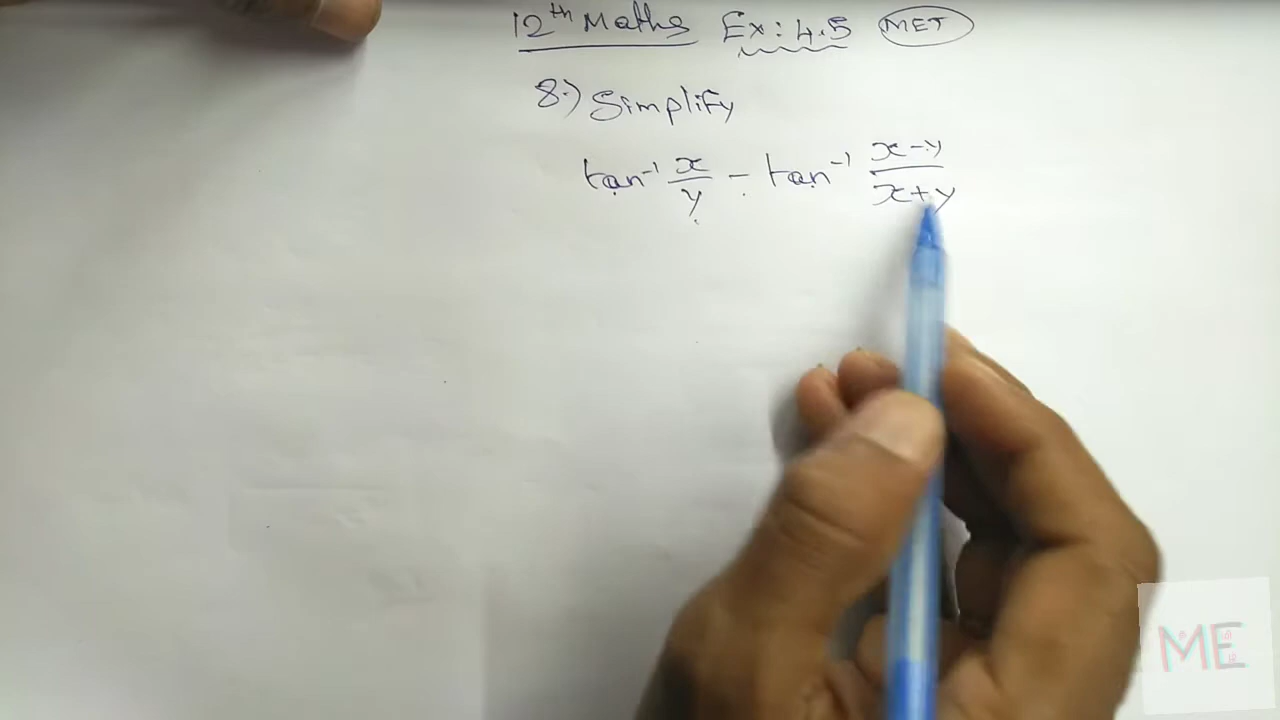 12th Maths Ex: 4.5 MET
8.) Simplify
tan⁻¹ x/y - tan⁻¹ x-y/x+y
ME